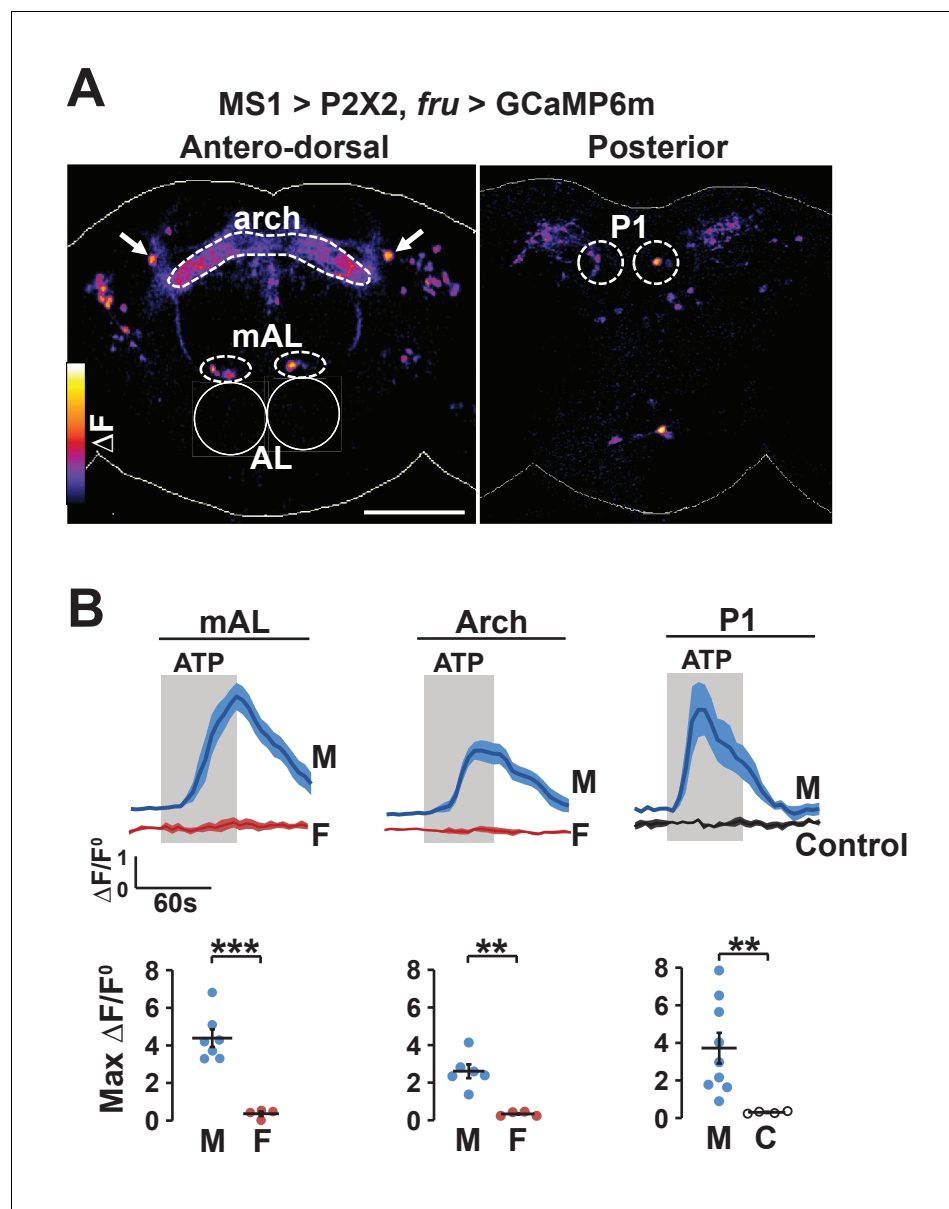 A
MS1 > P2X2, fru > GCaMP6m
Antero-dorsal Posterior
arch
P1
mAL
AL
ΔF
B
mAL Arch P1
ATP ATP ATP
M M M
F F Control
ΔF/F⁰
1
0
60s
*** ** **
Max ΔF/F⁰
8 8 8
6 6 6
4 4 4
2 2 2
0 0 0
M F M F M C